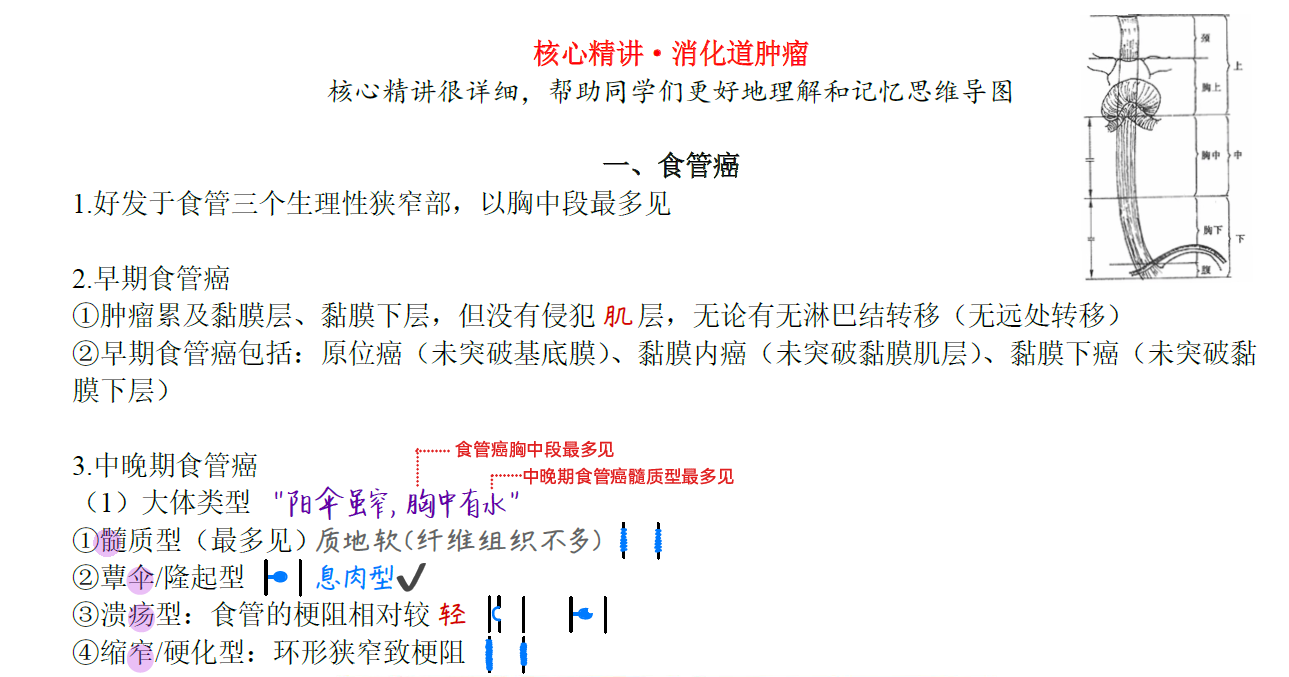 核心精讲·消化道肿瘤
核心精讲很详细，帮助同学们更好地理解和记忆思维导图
颈
上
胸上
胸中
中
胸下
下
腹
一、食管癌
1.好发于食管三个生理性狭窄部，以胸中段最多见
2.早期食管癌
①肿瘤累及黏膜层、黏膜下层，但没有侵犯肌层，无论有无淋巴结转移（无远处转移）
②早期食管癌包括：原位癌（未突破基底膜）、黏膜内癌（未突破黏膜肌层）、黏膜下癌（未突破黏
膜下层）
食管癌胸中段最多见
3.中晚期食管癌
中晚期食管癌髓质型最多见
（1）大体类型 "阳伞虽窄,胸中有水"
①髓质型（最多见）质地软(纤维组织不多)
②蕈伞/隆起型 息肉型
③溃疡型：食管的梗阻相对较轻
④缩窄/硬化型：环形狭窄致梗阻